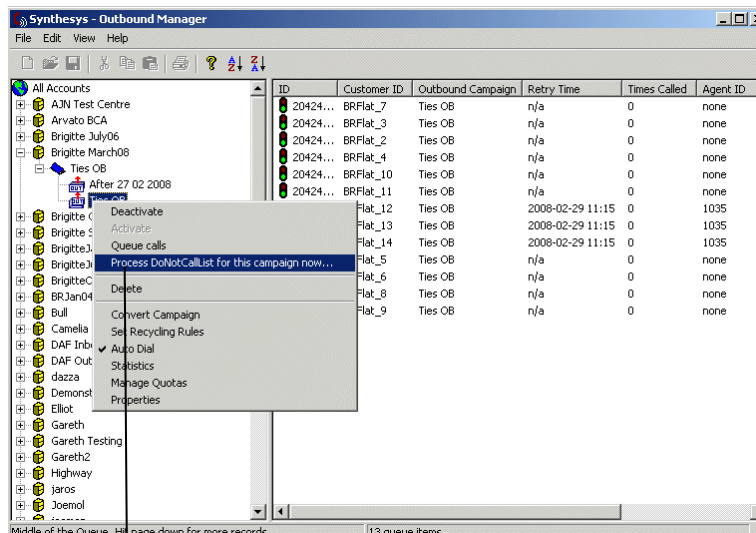 Synthesys - Outbound Manager
File Edit View Help
All Accounts
AJN Test Centre
Arvato BCA
Brigitte July06
Brigitte March08
Ties OB
After 27 02 2008
Ties OB
Brigitte
Brigitte S
BrigitteJ
BrigitteC
BRJan04
Bull
Camelia
DAF Inb
DAF Out
dazza
Demonst
Elliot
Gareth
Gareth Testing
Gareth2
Highway
jaros
Joemol
Deactivate
Activate
Queue calls
Process DoNotCallList for this campaign now...
Delete
Convert Campaign
Set Recycling Rules
Auto Dial
Statistics
Manage Quotas
Properties
ID Customer ID Outbound Campaign Retry Time Times Called Agent ID
20424... BRFlat_7 Ties OB n/a 0 none
20424... BRFlat_3 Ties OB n/a 0 none
20424... BRFlat_2 Ties OB n/a 0 none
20424... BRFlat_4 Ties OB n/a 0 none
20424... BRFlat_10 Ties OB n/a 0 none
20424... BRFlat_11 Ties OB n/a 0 none
Flat_12 Ties OB 2008-02-29 11:15 0 1035
Flat_13 Ties OB 2008-02-29 11:15 0 1035
Flat_14 Ties OB 2008-02-29 11:15 0 1035
Flat_5 Ties OB n/a 0 none
Flat_6 Ties OB n/a 0 none
Flat_8 Ties OB n/a 0 none
Flat_9 Ties OB n/a 0 none
Middle of the Queue. Hit page down for more records 13 queue items